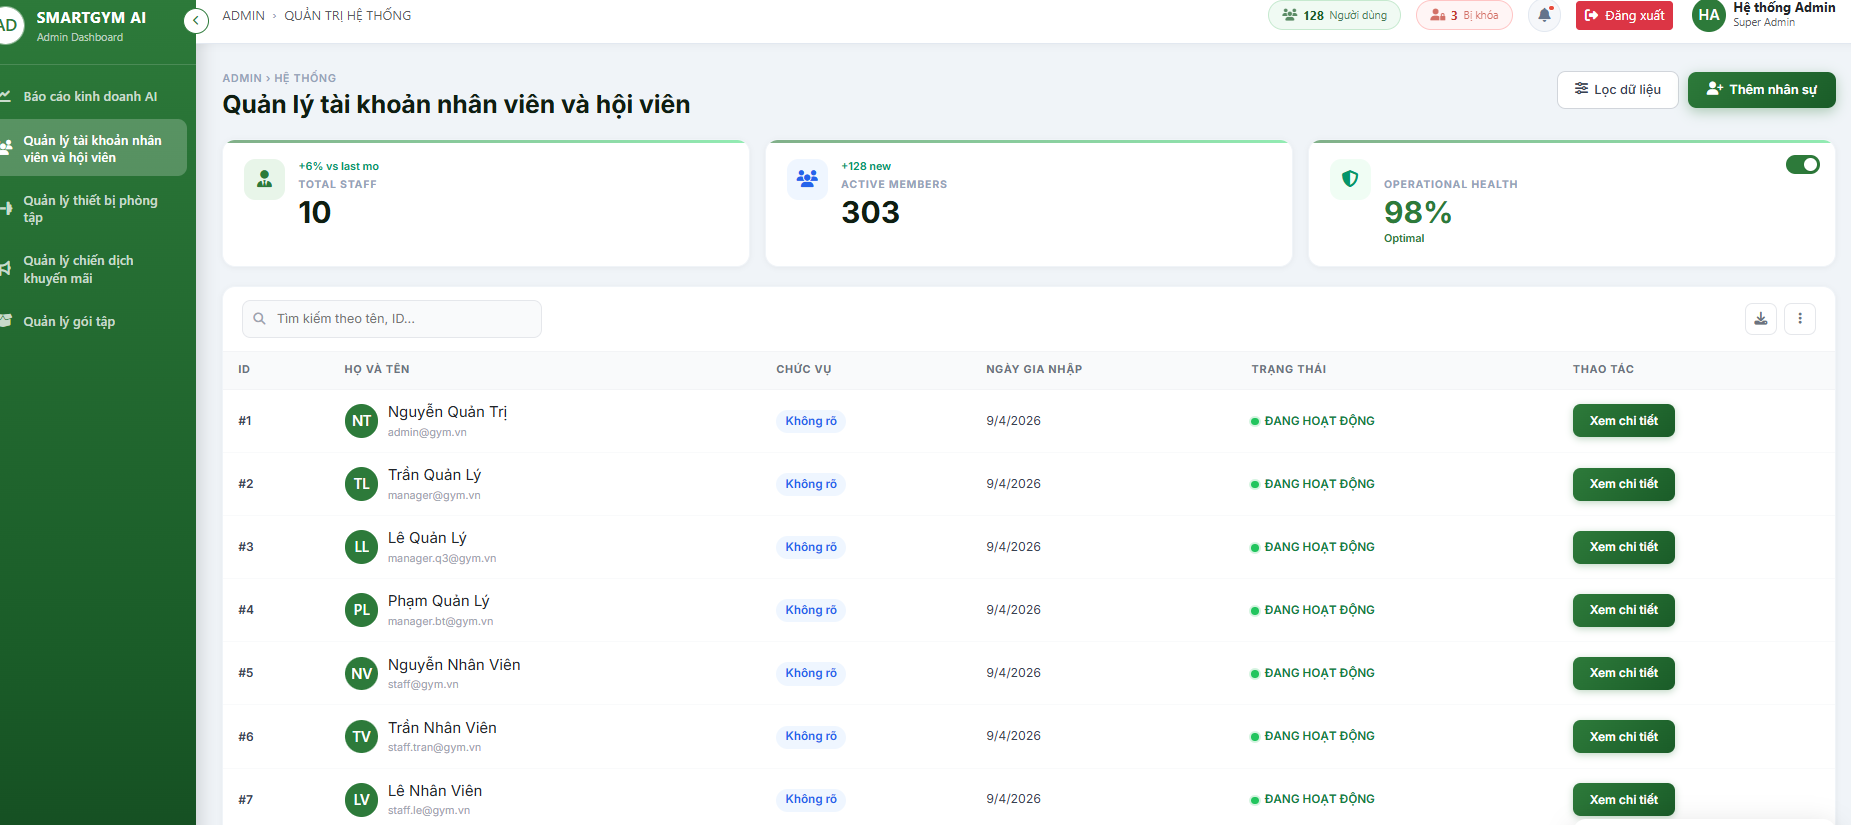 AD
SMARTGYM AI
Admin Dashboard
Báo cáo kinh doanh AI
Quản lý tài khoản nhân
viên và hội viên
Quản lý thiết bị phòng
tập
Quản lý chiến dịch
khuyến mãi
Quản lý gói tập
ADMIN › QUẢN TRỊ HỆ THỐNG
128 Người dùng
3 Bị khóa
Đăng xuất
HA
Hệ thống Admin
Super Admin
ADMIN › HỆ THỐNG
Quản lý tài khoản nhân viên và hội viên
Lọc dữ liệu
Thêm nhân sự
+6% vs last mo
TOTAL STAFF
10
+128 new
ACTIVE MEMBERS
303
OPERATIONAL HEALTH
98%
Optimal
Tìm kiếm theo tên, ID...
ID HỌ VÀ TÊN CHỨC VỤ NGÀY GIA NHẬP TRẠNG THÁI THAO TÁC
#1 NT Nguyễn Quản Trị Không rõ 9/4/2026 ĐANG HOẠT ĐỘNG Xem chi tiết
admin@gym.vn
#2 TL Trần Quản Lý Không rõ 9/4/2026 ĐANG HOẠT ĐỘNG Xem chi tiết
manager@gym.vn
#3 LL Lê Quản Lý Không rõ 9/4/2026 ĐANG HOẠT ĐỘNG Xem chi tiết
manager.q3@gym.vn
#4 PL Phạm Quản Lý Không rõ 9/4/2026 ĐANG HOẠT ĐỘNG Xem chi tiết
manager.bt@gym.vn
#5 NV Nguyễn Nhân Viên Không rõ 9/4/2026 ĐANG HOẠT ĐỘNG Xem chi tiết
staff@gym.vn
#6 TV Trần Nhân Viên Không rõ 9/4/2026 ĐANG HOẠT ĐỘNG Xem chi tiết
staff.tran@gym.vn
#7 LV Lê Nhân Viên Không rõ 9/4/2026 ĐANG HOẠT ĐỘNG Xem chi tiết
staff.le@gym.vn